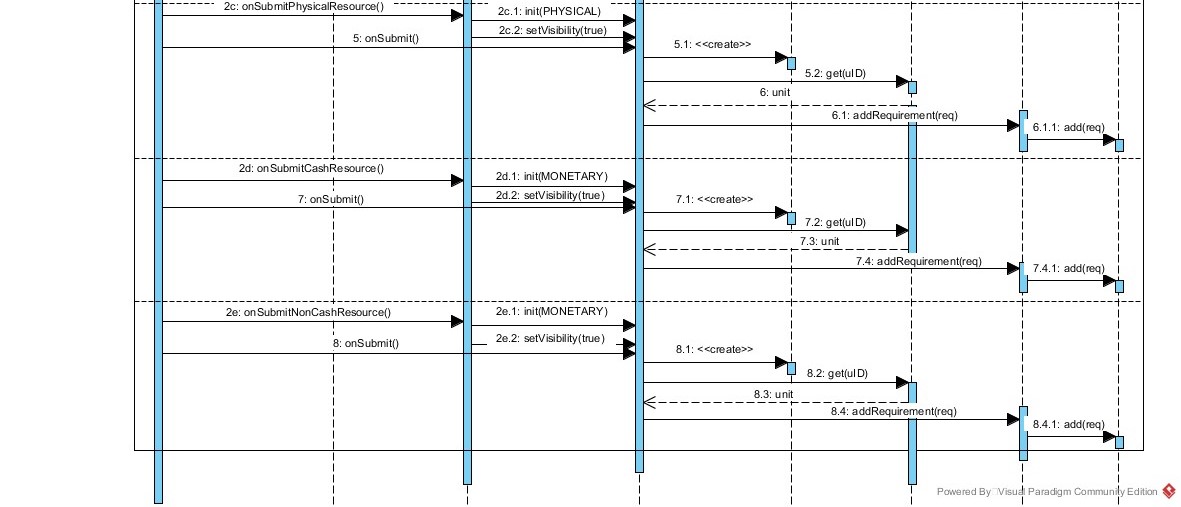 2c: onSubmitPhysicalResource()
2c.1: init(PHYSICAL)
2c.2: setVisibility(true)
5: onSubmit()
5.1: <<create>>
5.2: get(uID)
6: unit
6.1: addRequirement(req)
6.1.1: add(req)
2d: onSubmitCashResource()
2d.1: init(MONETARY)
2d.2: setVisibility(true)
7: onSubmit()
7.1: <<create>>
7.2: get(uID)
7.3: unit
7.4: addRequirement(req)
7.4.1: add(req)
2e: onSubmitNonCashResource()
2e.1: init(MONETARY)
2e.2: setVisibility(true)
8: onSubmit()
8.1: <<create>>
8.2: get(uID)
8.3: unit
8.4: addRequirement(req)
8.4.1: add(req)
Powered By Visual Paradigm Community Edition